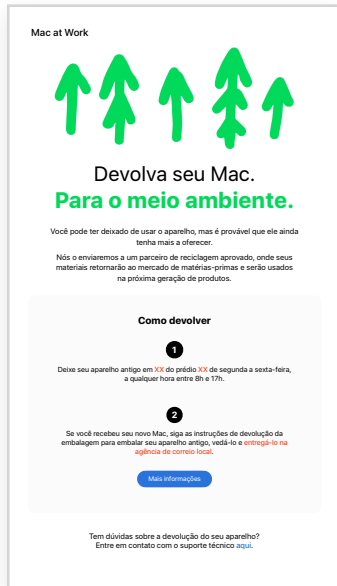 Mac at Work
Devolva seu Mac.
Para o meio ambiente.
Você pode ter deixado de usar o aparelho, mas é provável que ele ainda
tenha mais a oferecer.
Nós o enviaremos a um parceiro de reciclagem aprovado, onde seus
materiais retornarão ao mercado de matérias-primas e serão usados
na próxima geração de produtos.
Como devolver
1
Deixe seu aparelho antigo em XX do prédio XX de segunda a sexta-feira,
a qualquer hora entre 8h e 17h.
2
Se você recebeu seu novo Mac, siga as instruções de devolução da
embalagem para embalar seu aparelho antigo, vedá-lo e entregá-lo na
agência de correio local.
Mais informações
Tem dúvidas sobre a devolução do seu aparelho?
Entre em contato com o suporte técnico aqui.